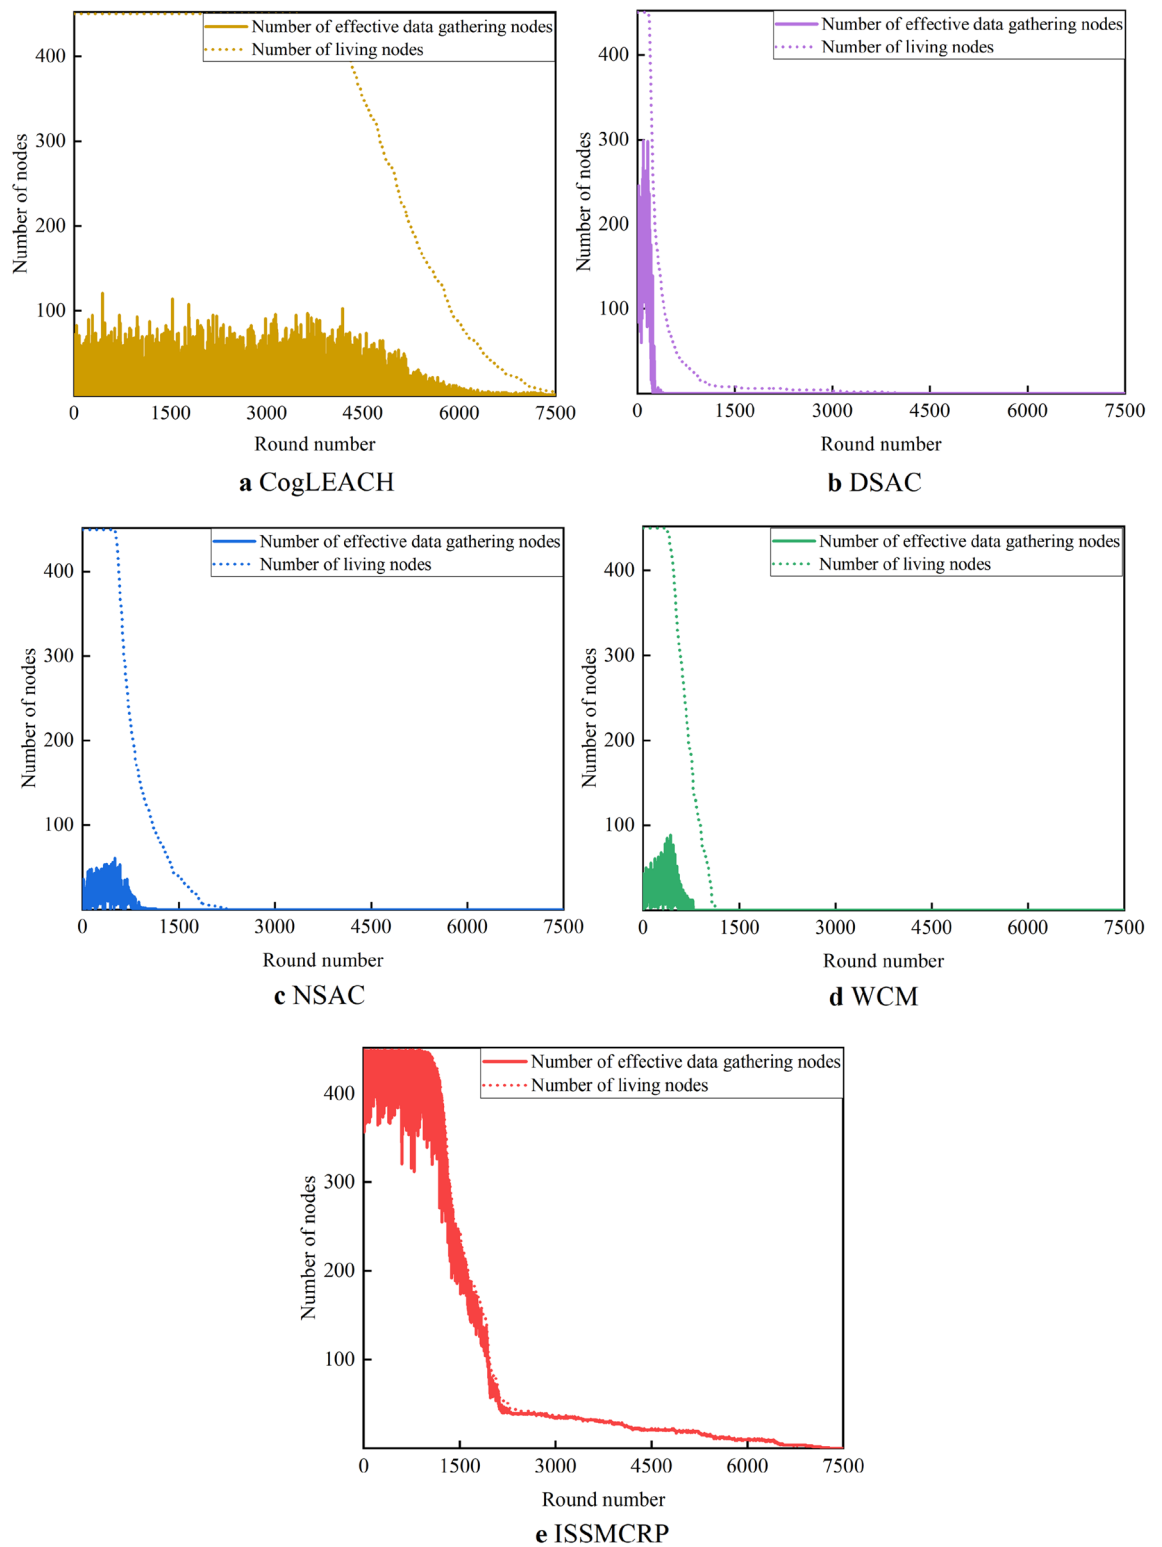 Number of effective data gathering nodes
Number of living nodes
400
300
200
100
Number of nodes
0 1500 3000 4500 6000 7500
Round number
a CogLEACH
Number of effective data gathering nodes
Number of living nodes
400
300
200
100
Number of nodes
0 1500 3000 4500 6000 7500
Round number
b DSAC
Number of effective data gathering nodes
Number of living nodes
400
300
200
100
Number of nodes
0 1500 3000 4500 6000 7500
Round number
c NSAC
Number of effective data gathering nodes
Number of living nodes
400
300
200
100
Number of nodes
0 1500 3000 4500 6000 7500
Round number
d WCM
Number of effective data gathering nodes
Number of living nodes
400
300
200
100
Number of nodes
0 1500 3000 4500 6000 7500
Round number
e ISSMCRP